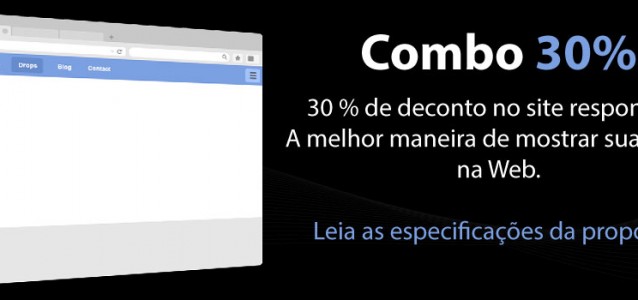 Drops Blog Contact
Combo 30%
30 % de deconto no site respon
A melhor maneira de mostrar sua
na Web.
Leia as especificações da propo